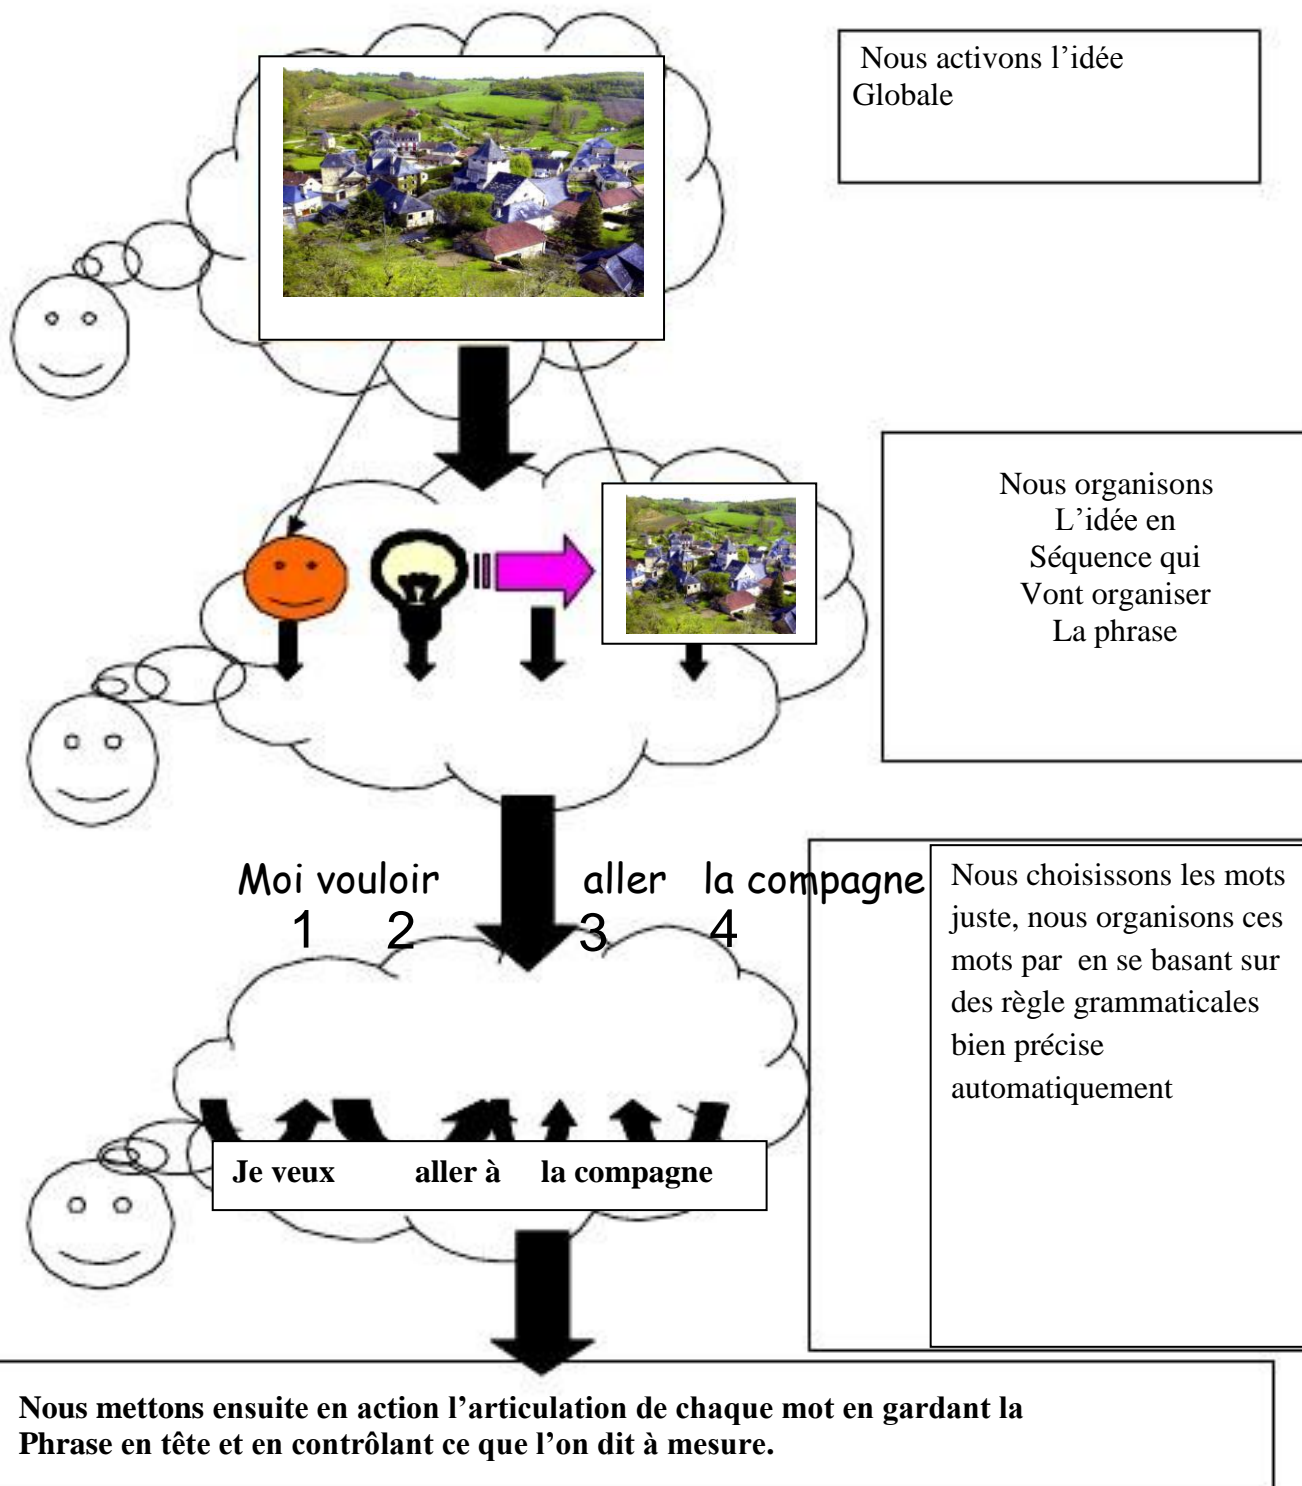 Nous activons l’idée
Globale
Nous organisons
L’idée en
Séquence qui
Vont organiser
La phrase
Moi vouloir aller la compagne
1 2 3 4
Nous choisissons les mots
juste, nous organisons ces
mots par en se basant sur
des règle grammaticales
bien précise
automatiquement
Je veux aller à la compagne
Nous mettons ensuite en action l’articulation de chaque mot en gardant la
Phrase en tête et en contrôlant ce que l’on dit à mesure.